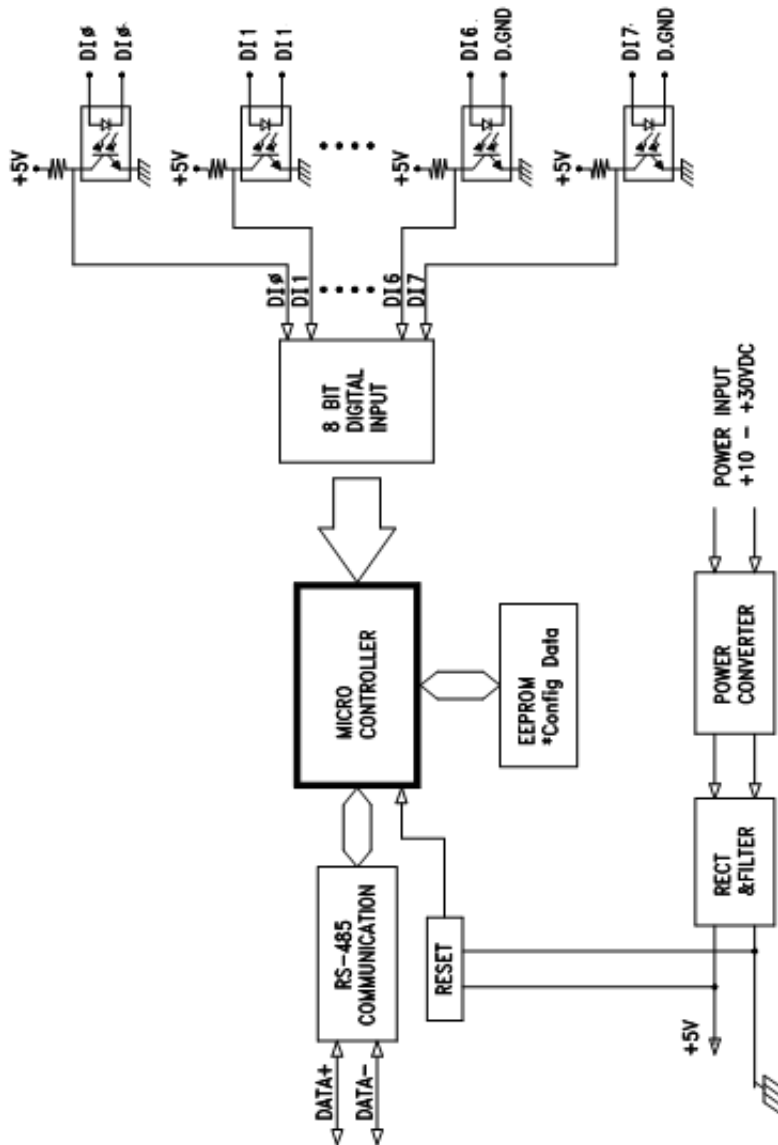 DATA+
DATA-
RS-485
COMMUNICATION
MICRO
CONTROLLER
8 BIT
DIGITAL
INPUT
DIø
DI1
DI6
DI7
+5V
DIø
DIø
+5V
DI1
DI1
+5V
DI6
D.GND
+5V
DI7
D.GND
RESET
EEPROM
*Config Data
+5V
RECT
&FILTER
POWER
CONVERTER
POWER INPUT
+10 - +30VDC